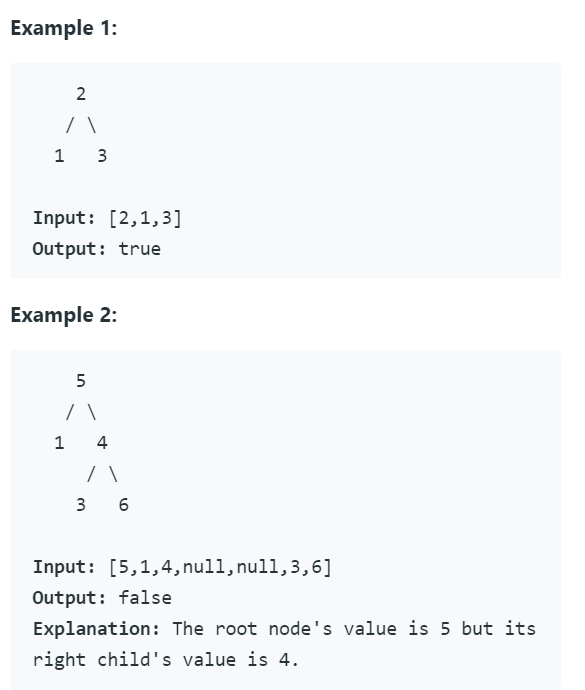 Example 1:
2
/ \
1 3
Input: [2,1,3]
Output: true
Example 2:
5
/ \
1 4
/ \
3 6
Input: [5,1,4,null,null,3,6]
Output: false
Explanation: The root node's value is 5 but its
right child's value is 4.